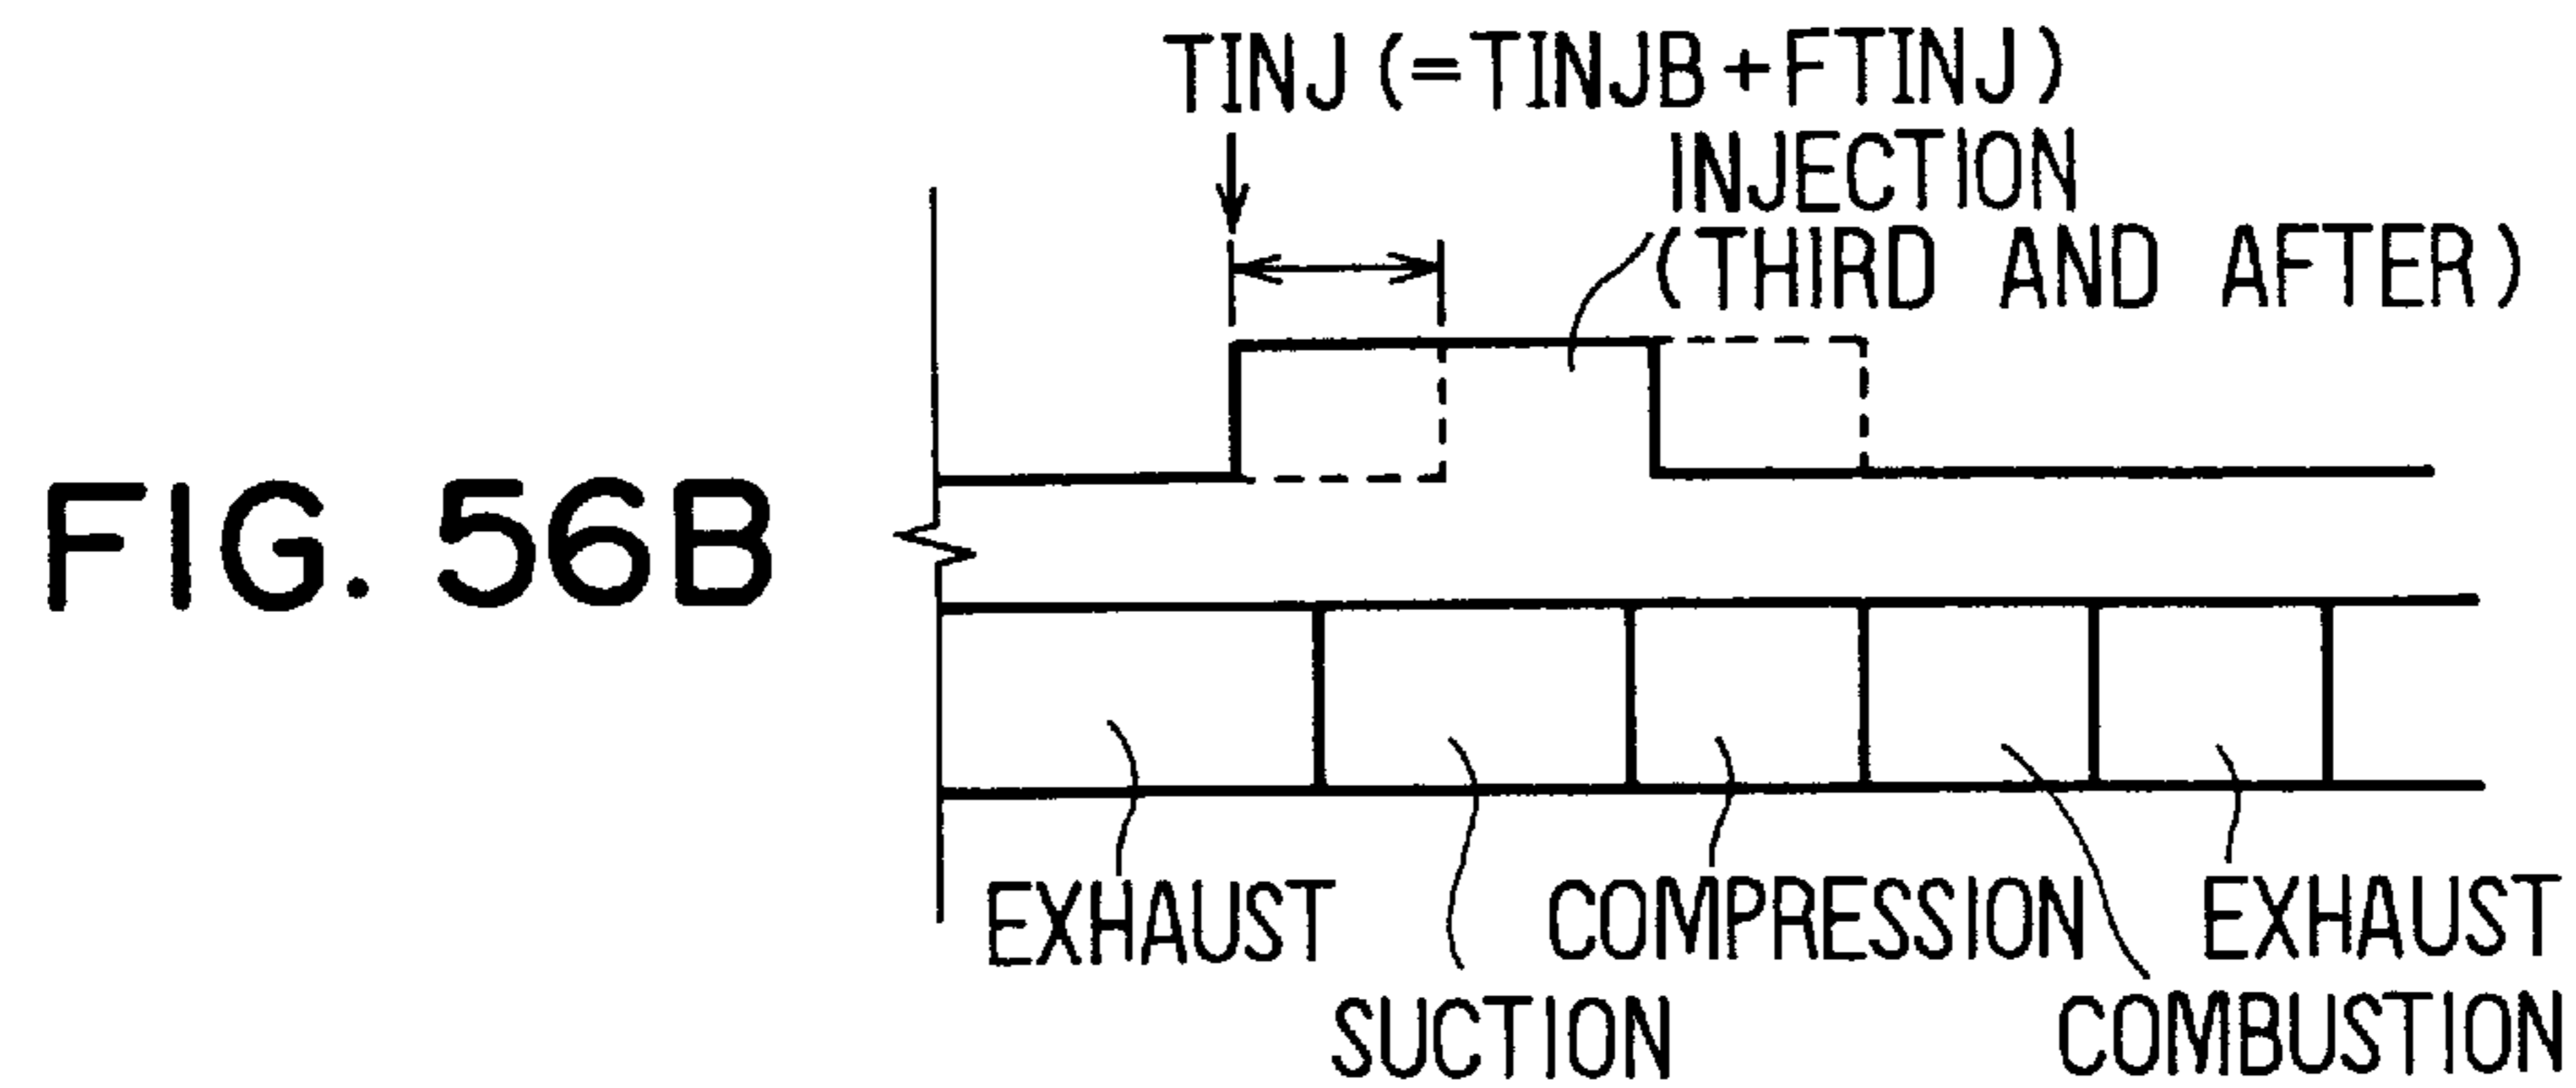 TINJ (=TINJB+FTINJ)
INJECTION
(THIRD AND AFTER)
FIG. 56B
EXHAUST
COMPRESSION
EXHAUST
SUCTION
COMBUSTION